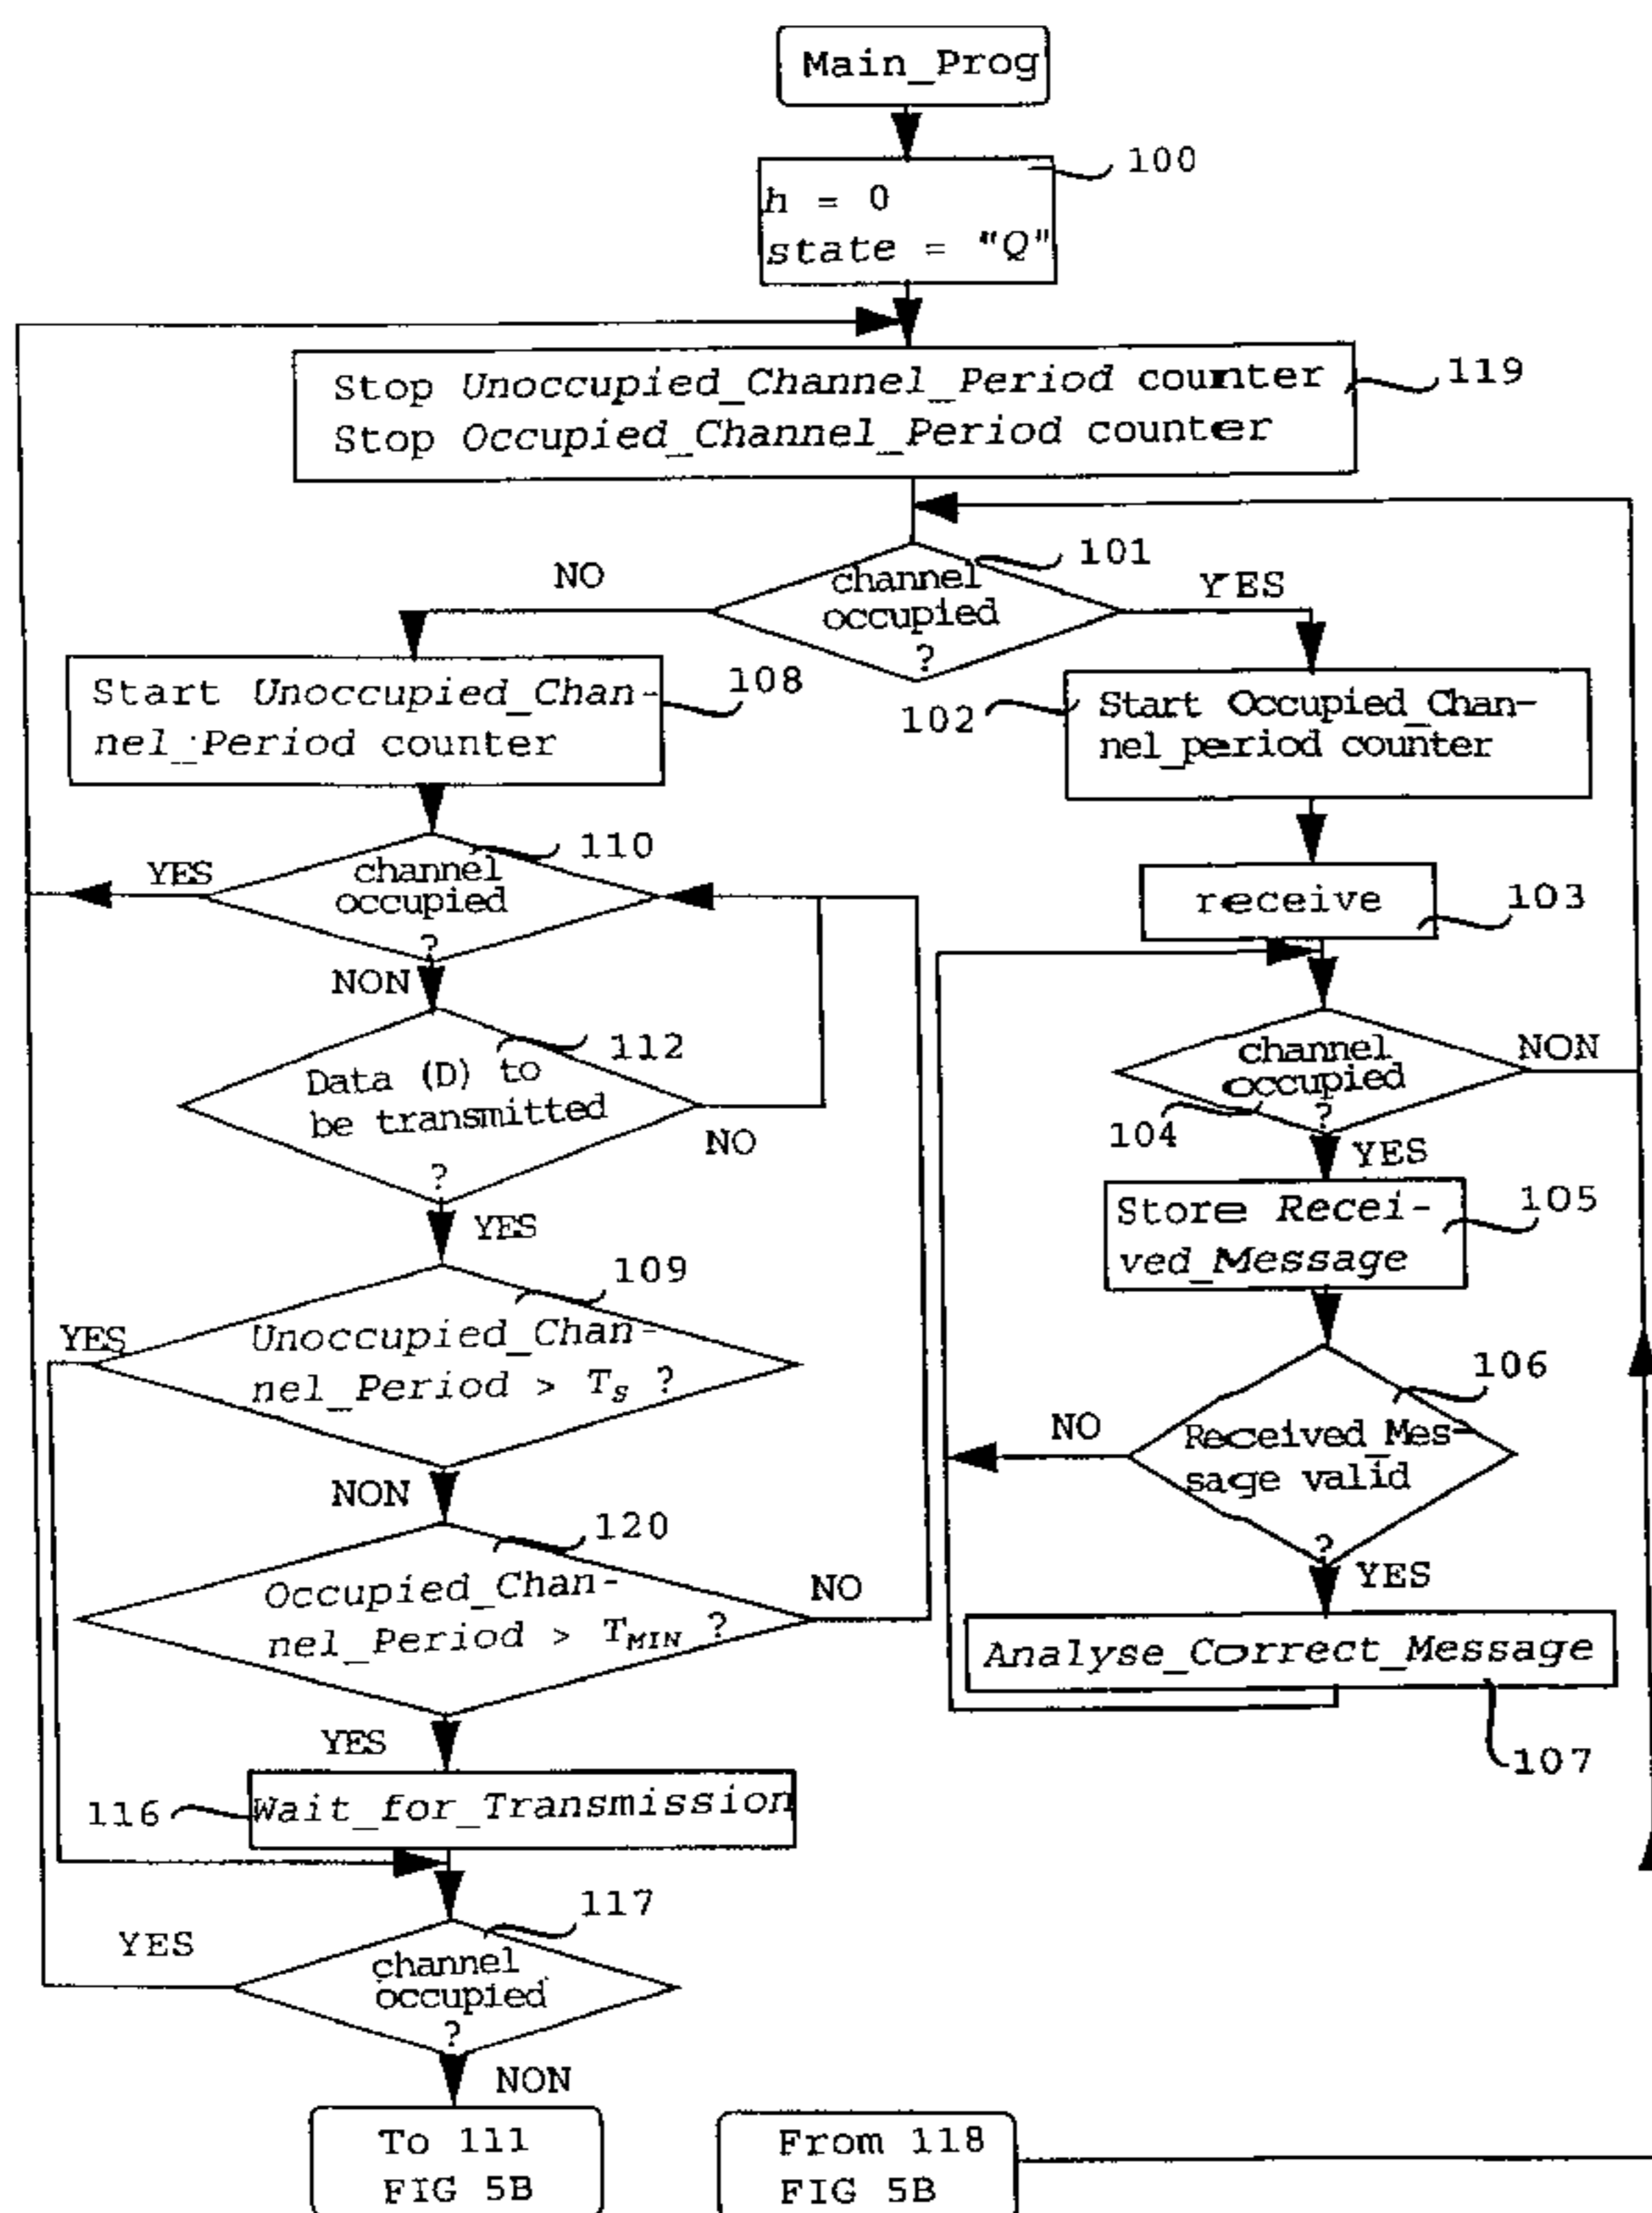 Main_Prog
100
h = 0
state = "Q"
Stop Unoccupied_Channel_Period counter
Stop Occupied_Channel_Period counter
119
101
NO
channel
occupied
?
YES
Start Unoccupied_Chan-
nel_Period counter
108
102
Start Occupied_Chan-
nel_period counter
110
YES
channel
occupied
?
NON
receive
103
112
Data (D) to
be transmitted
?
NO
YES
channel
occupied
?
NON
104
YES
Store Recei-
ved_Message
105
109
YES
Unoccupied_Chan-
nel_Period > TS ?
NON
106
NO
Received_Mes-
sage valid
?
YES
120
Occupied_Chan-
nel_Period > TMIN ?
NO
YES
Analyse_Correct_Message
107
116
Wait_for_Transmission
117
YES
channel
occupied
?
NON
To 111
FIG 5B
From 118
FIG 5B